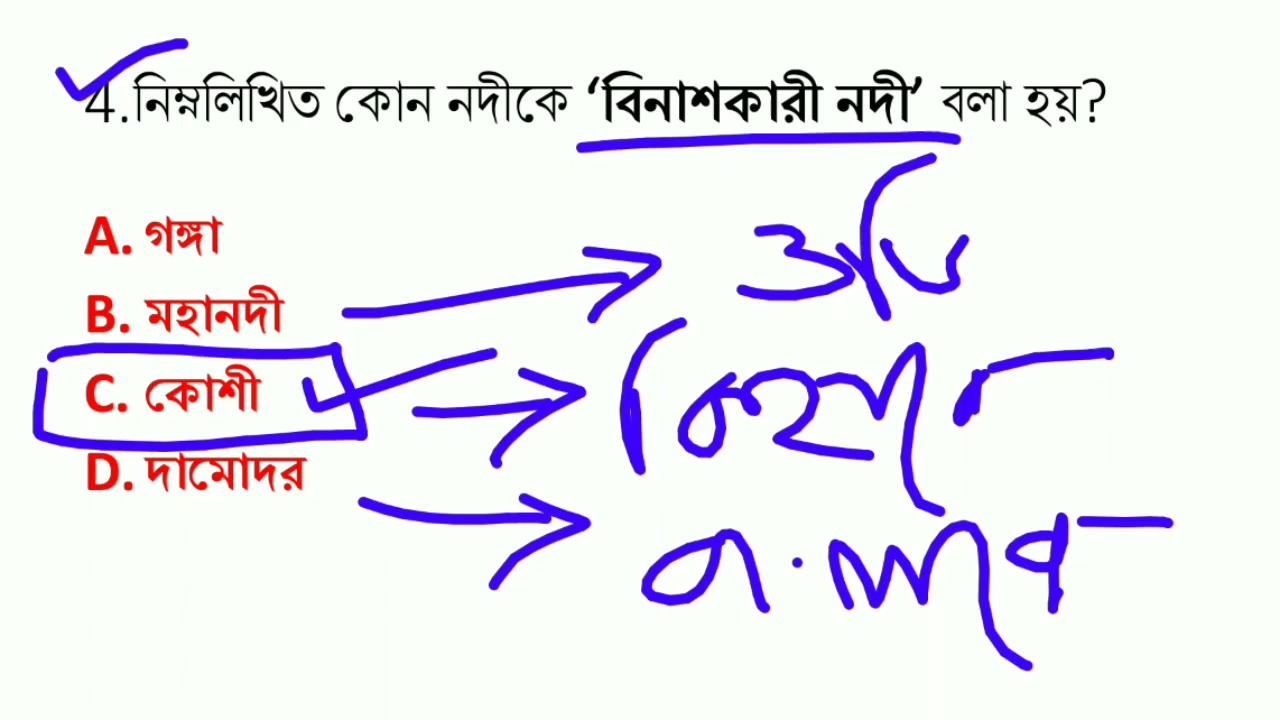 4.নিম্নলিখিত কোন নদীকে ‘বিনাশকারী নদী’ বলা হয়?
A. গঙ্গা
B. মহানদী
C. কোশী
D. দামোদর
বিহার